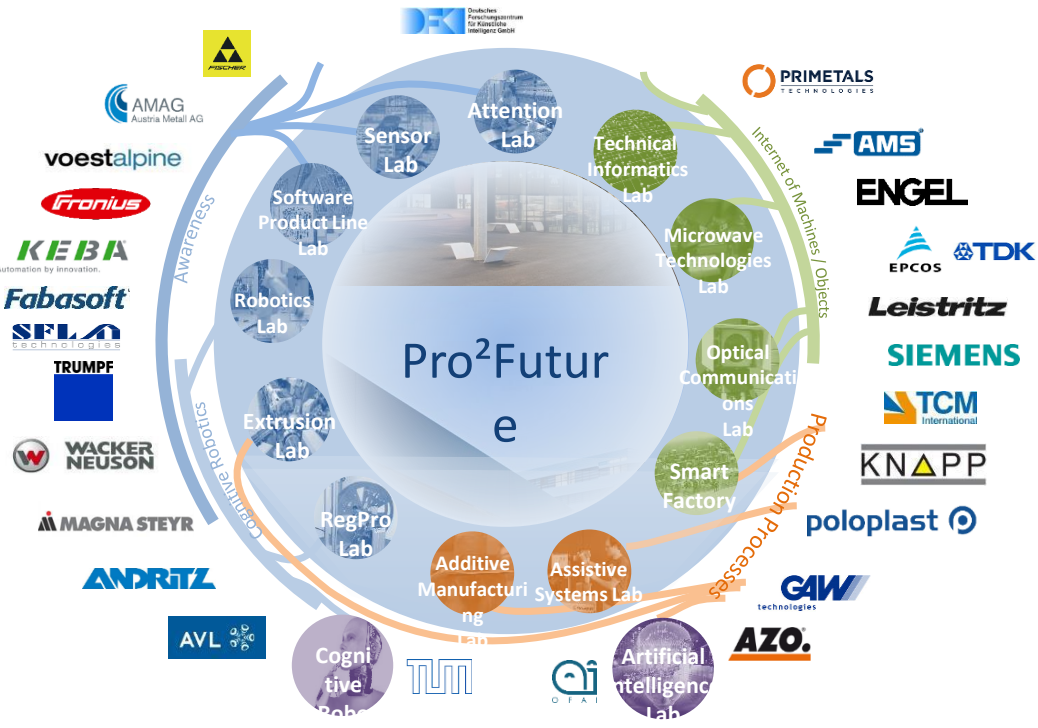 Deutsches
Forschungszentrum
für Künstliche
Intelligenz GmbH
FISCHER
AMAG
Austria Metall AG
voestalpine
Fronius
KEBA
Automation by innovation.
Fabasoft
SFL
technologies
TRUMPF
WACKER
NEUSON
MAGNA STEYR
ANDRITZ
AVL
PRIMETALS
TECHNOLOGIES
AMS
ENGEL
EPCOS
TDK
Leistritz
SIEMENS
TCM
International
KNAPP
poloplast
GAW
technologies
AZO.
TUM
OFAI
Awareness
Cognitive Robotics
Internet of Machines / Objects
Production Processes
Attention
Lab
Sensor
Lab
Software
Product Line
Lab
Robotics
Lab
Extrusion
Lab
RegPro
Lab
Additive
Manufacturi
ng
Lab
Assistive
Systems Lab
Technical
Informatics
Lab
Microwave
Technologies
Lab
Optical
Communicati
ons
Lab
Smart
Factory
Cogni
tive
Robo
Artificial
Intelligence
Lab
Pro²Futur
e